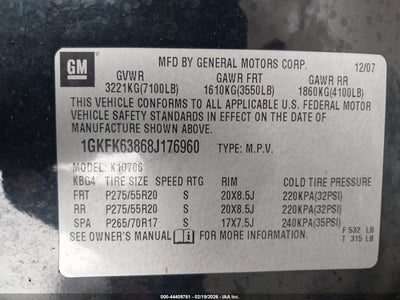 GM
MFD BY GENERAL MOTORS CORP. 12/07
GVWR GAWR FRT GAWR RR
3221KG(7100LB) 1610KG(3550LB) 1860KG(4100LB)
THIS VEHICLE CONFORMS TO ALL APPLICABLE U.S. FEDERAL MOTOR
VEHICLE SAFETY STANDARDS IN EFFECT ON THE DATE OF
MANUFACTURE SHOWN ABOVE.
1GKFK63868J176960 TYPE: M.P.V.
MODEL: K10706
KBG4 TIRE SIZE SPEED RTG RIM COLD TIRE PRESSURE
FRT P275/55R20 S 20X8.5J 220KPA(32PSI)
RR P275/55R20 S 20X8.5J 220KPA(32PSI)
SPA P265/70R17 S 17X7.5J 240KPA(35PSI)
SEE OWNER'S MANUAL FOR MORE INFORMATION.
F 532 LB
T 315 LB
000-44409761 - 02/19/2026 - IAAI.COM